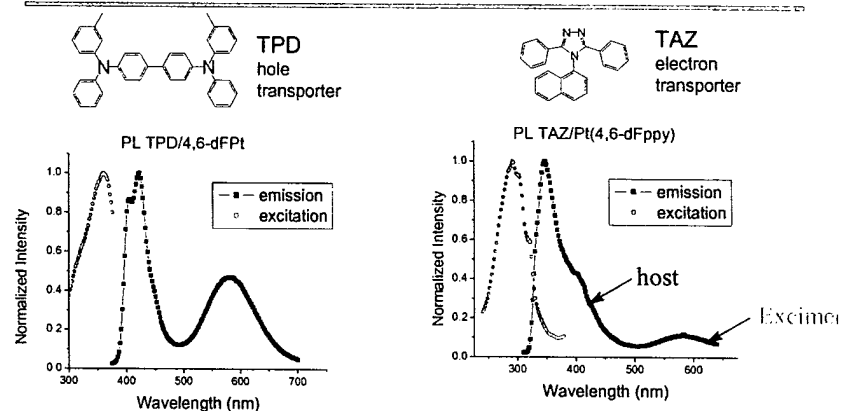 TPD
hole
transporter
N
N
TAZ
electron
transporter
N-N
N
PL TPD/4,6-dFPt
emission
excitation
Normalized Intensity
1.0
0.8
0.6
0.4
0.2
0.0
300 400 500 600 700
Wavelength (nm)
PL TAZ/Pt(4,6-dFppy)
emission
excitation
host
Excimer
Normalized Intensity
1.0
0.8
0.6
0.4
0.2
0.0
300 400 500 600
Wavelength (nm)